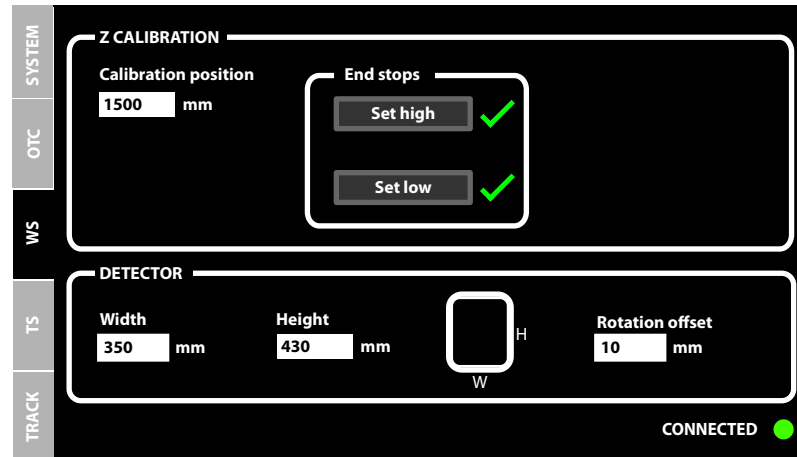 SYSTEM
OTC
WS
TS
TRACK
Z CALIBRATION
Calibration position
1500 mm
End stops
Set high
Set low
DETECTOR
Width
350 mm
Height
430 mm
H
W
Rotation offset
10 mm
CONNECTED